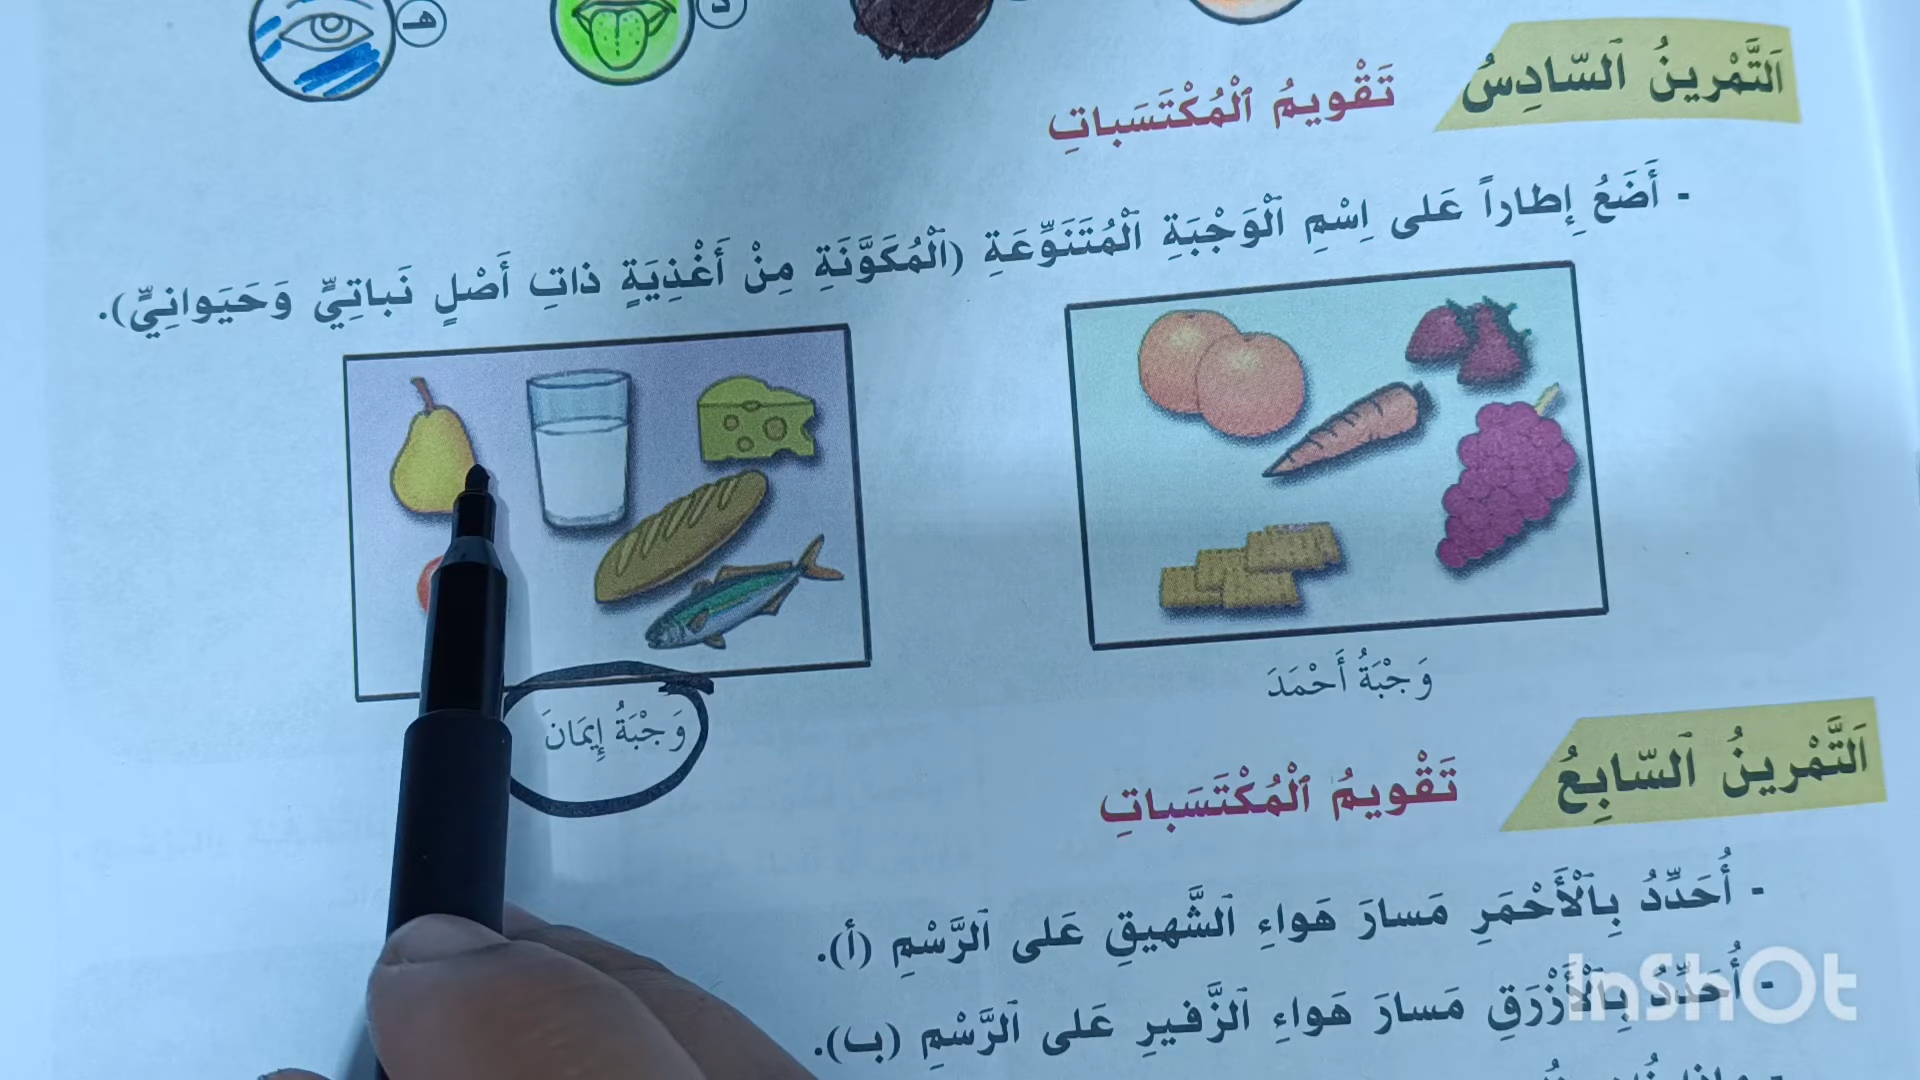 هـ
د
اَلتَّمْرينُ ٱلسّادِسُ
تَقْويمُ ٱلْمُكْتَسَباتِ
- أَضَعُ إِطاراً عَلى اِسْمِ ٱلْوَجْبَةِ ٱلْمُتَنَوِّعَةِ (ٱلْمُكَوَّنَةِ مِنْ أَغْذِيَةٍ ذاتِ أَصْلٍ نَباتِيٍّ وَحَيَوانِيٍّ).
وَجْبَةُ أَحْمَدَ
وَجْبَةُ إِيمَانَ
اَلتَّمْرينُ ٱلسّابِعُ
تَقْويمُ ٱلْمُكْتَسَباتِ
- أُحَدِّدُ بِٱلْأَحْمَرِ مَسارَ هَواءِ ٱلشَّهيقِ عَلى ٱلرَّسْمِ (أ).
- أُحَدِّدُ بِٱلْأَزْرَقِ مَسارَ هَواءِ ٱلزَّفيرِ عَلى ٱلرَّسْمِ (ب).
InShOt